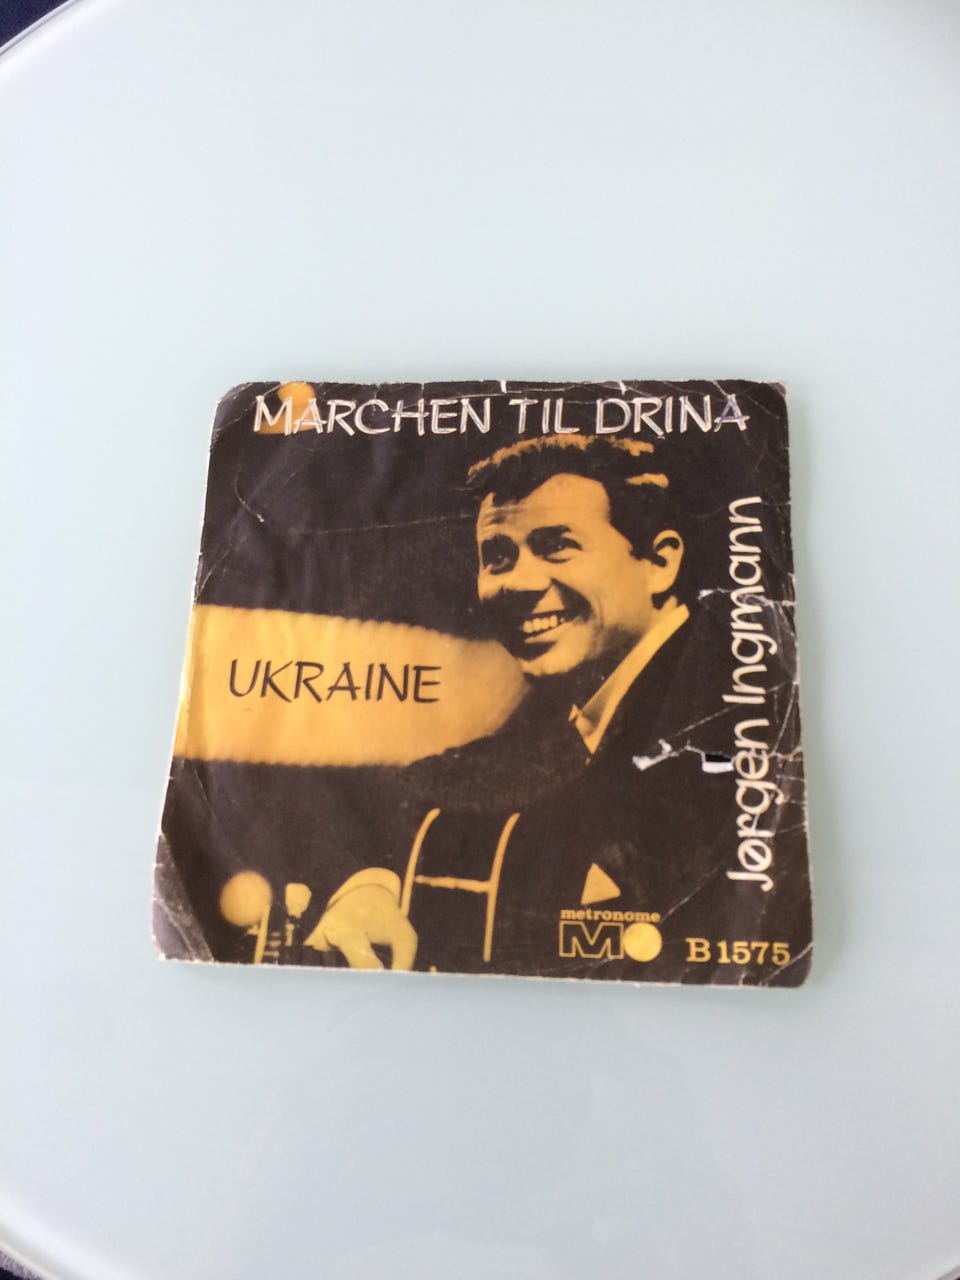 MARCHEN TIL DRINA
Jørgen Ingmann
UKRAINE
metronome
M
B 1575